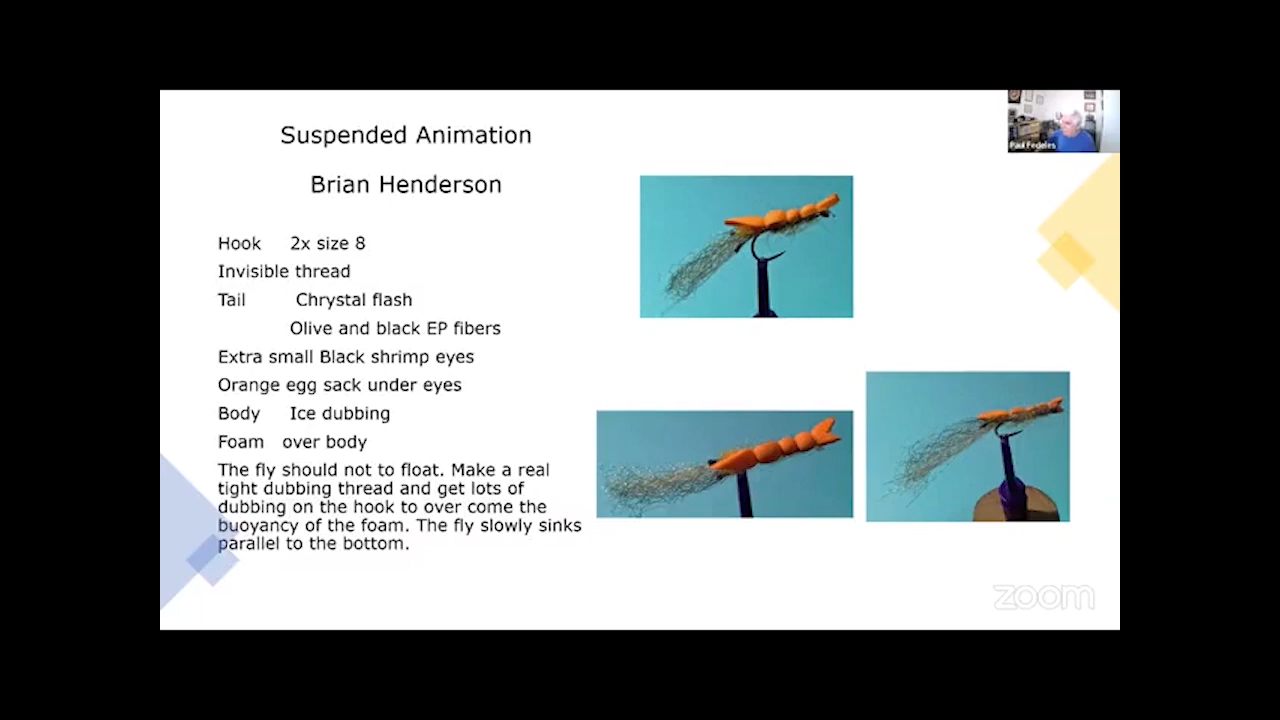 Suspended Animation
Brian Henderson
Hook 2x size 8
Invisible thread
Tail Chrystal flash
Olive and black EP fibers
Extra small Black shrimp eyes
Orange egg sack under eyes
Body Ice dubbing
Foam over body
The fly should not to float. Make a real
tight dubbing thread and get lots of
dubbing on the hook to over come the
buoyancy of the foam. The fly slowly sinks
parallel to the bottom.
Paul Fedeles
zoom